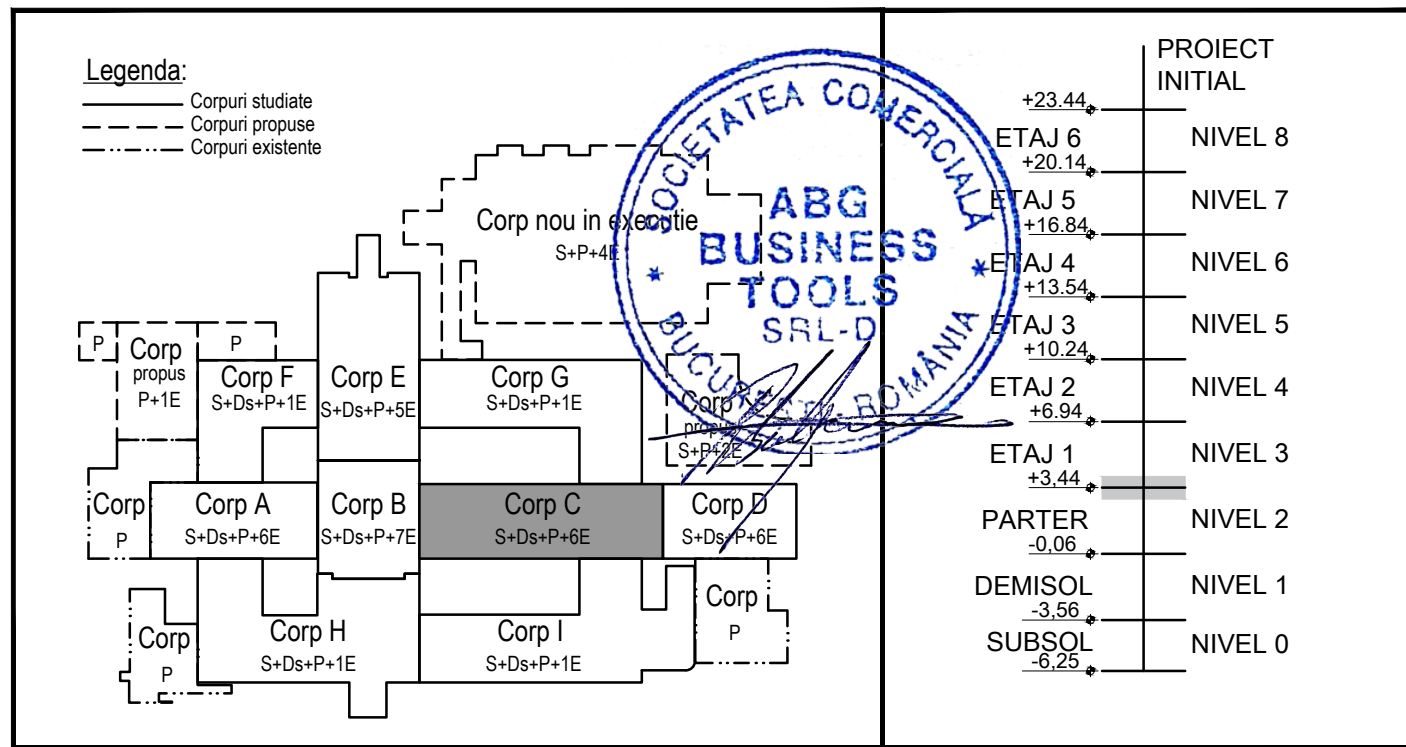 Legenda:
Corpuri studiate
Corpuri propuse
Corpuri existente
Corp nou in executie
S+P+4E
P
Corp
propus
P+1E
P
Corp F
S+Ds+P+1E
Corp E
S+Ds+P+5E
Corp G
S+Ds+P+1E
Corp
propus
S+P+2E
Corp
P
Corp A
S+Ds+P+6E
Corp B
S+Ds+P+7E
Corp C
S+Ds+P+6E
Corp D
S+Ds+P+6E
Corp
P
Corp H
S+Ds+P+1E
Corp I
S+Ds+P+1E
Corp
P
SOCIETATEA COMERCIALĂ
ABG
BUSINESS
TOOLS
SRL-D
* BUCUREȘTI - ROMÂNIA *
PROIECT
INITIAL
+23.44
ETAJ 6 NIVEL 8
+20.14
ETAJ 5 NIVEL 7
+16.84
ETAJ 4 NIVEL 6
+13.54
ETAJ 3 NIVEL 5
+10.24
ETAJ 2 NIVEL 4
+6.94
ETAJ 1 NIVEL 3
+3,44
PARTER NIVEL 2
-0,06
DEMISOL NIVEL 1
-3,56
SUBSOL NIVEL 0
-6,25